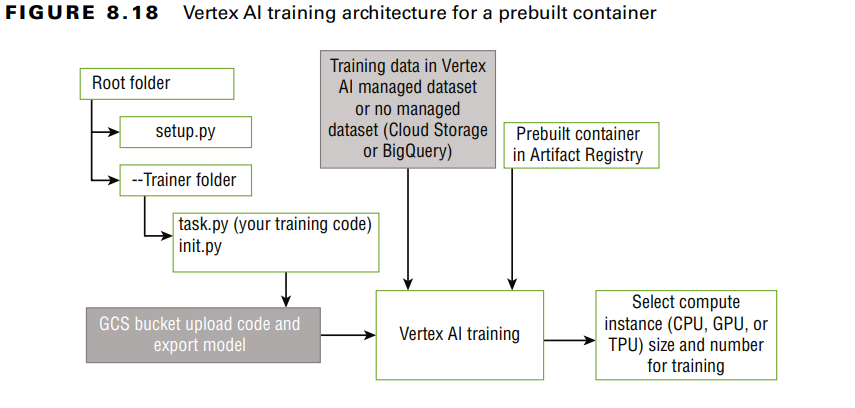 FIGURE 8.18 Vertex AI training architecture for a prebuilt container
Root folder
setup.py
--Trainer folder
task.py (your training code)
init.py
GCS bucket upload code and
export model
Training data in Vertex
AI managed dataset
or no managed
dataset (Cloud Storage
or BigQuery)
Prebuilt container
in Artifact Registry
Vertex AI training
Select compute
instance (CPU, GPU, or
TPU) size and number
for training